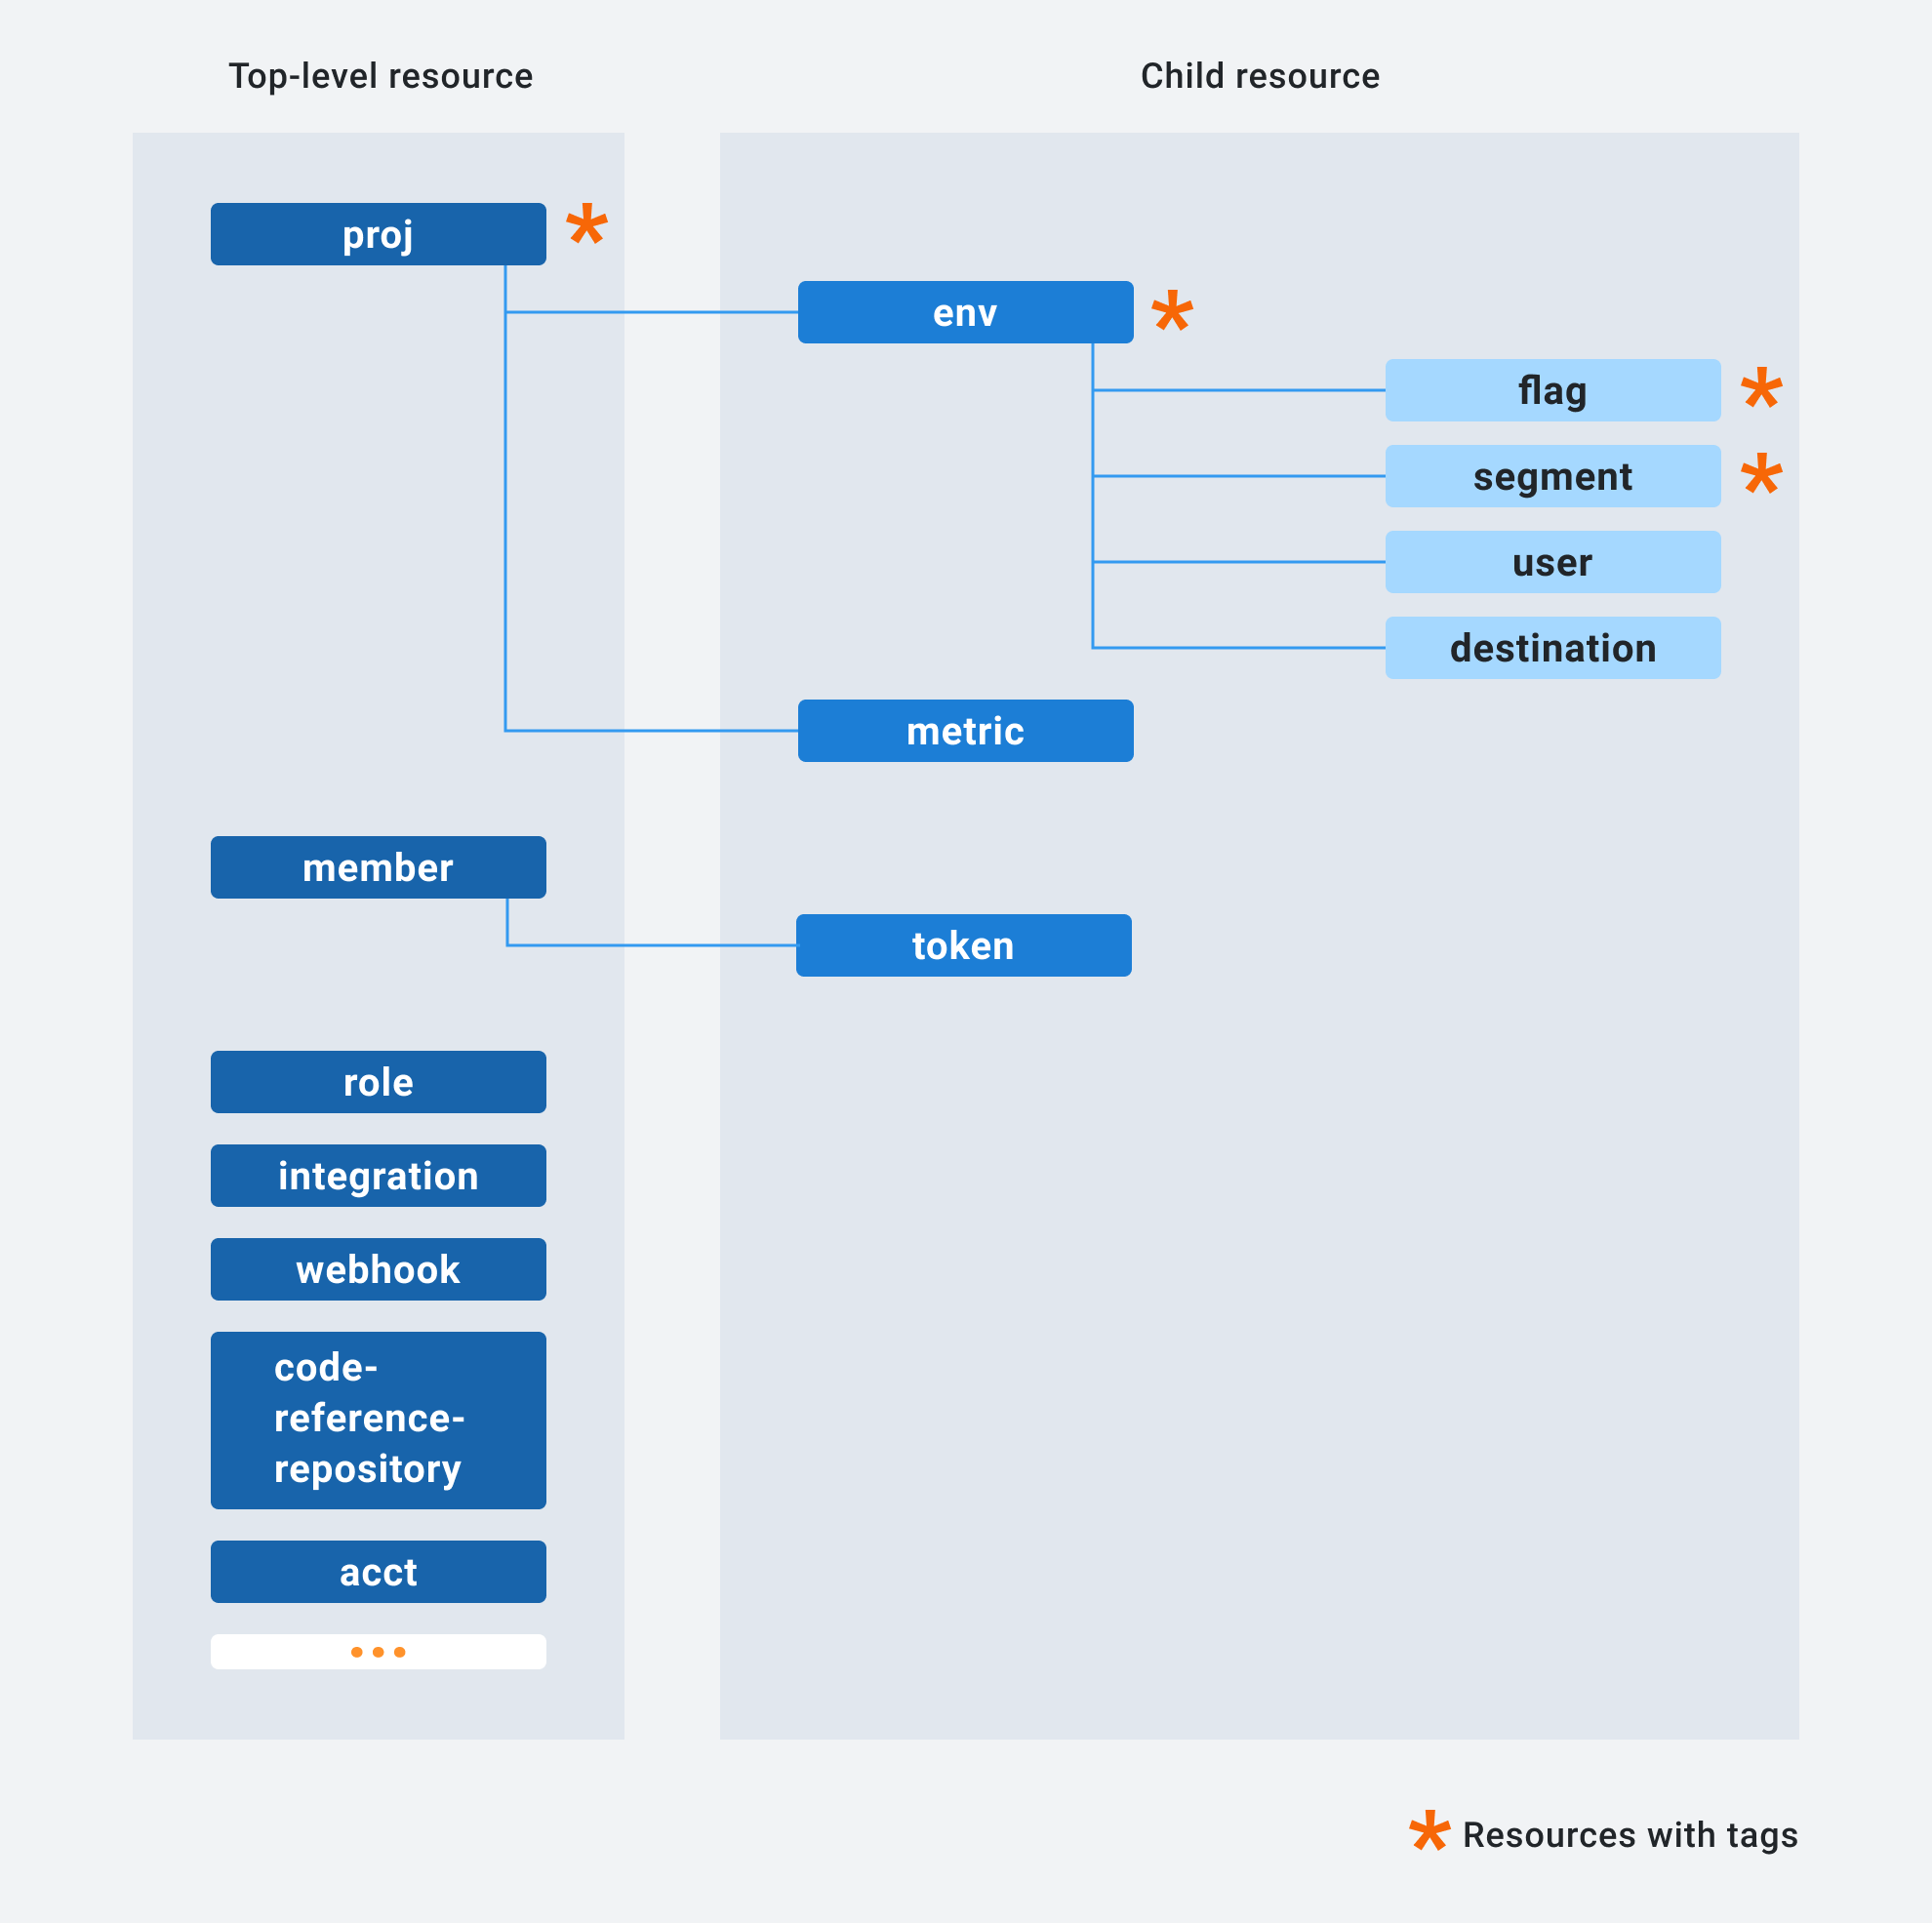 Top-level resource
Child resource
proj *
env *
flag *
segment *
user
destination
metric
member
token
role
integration
webhook
code-
reference-
repository
acct
...
* Resources with tags